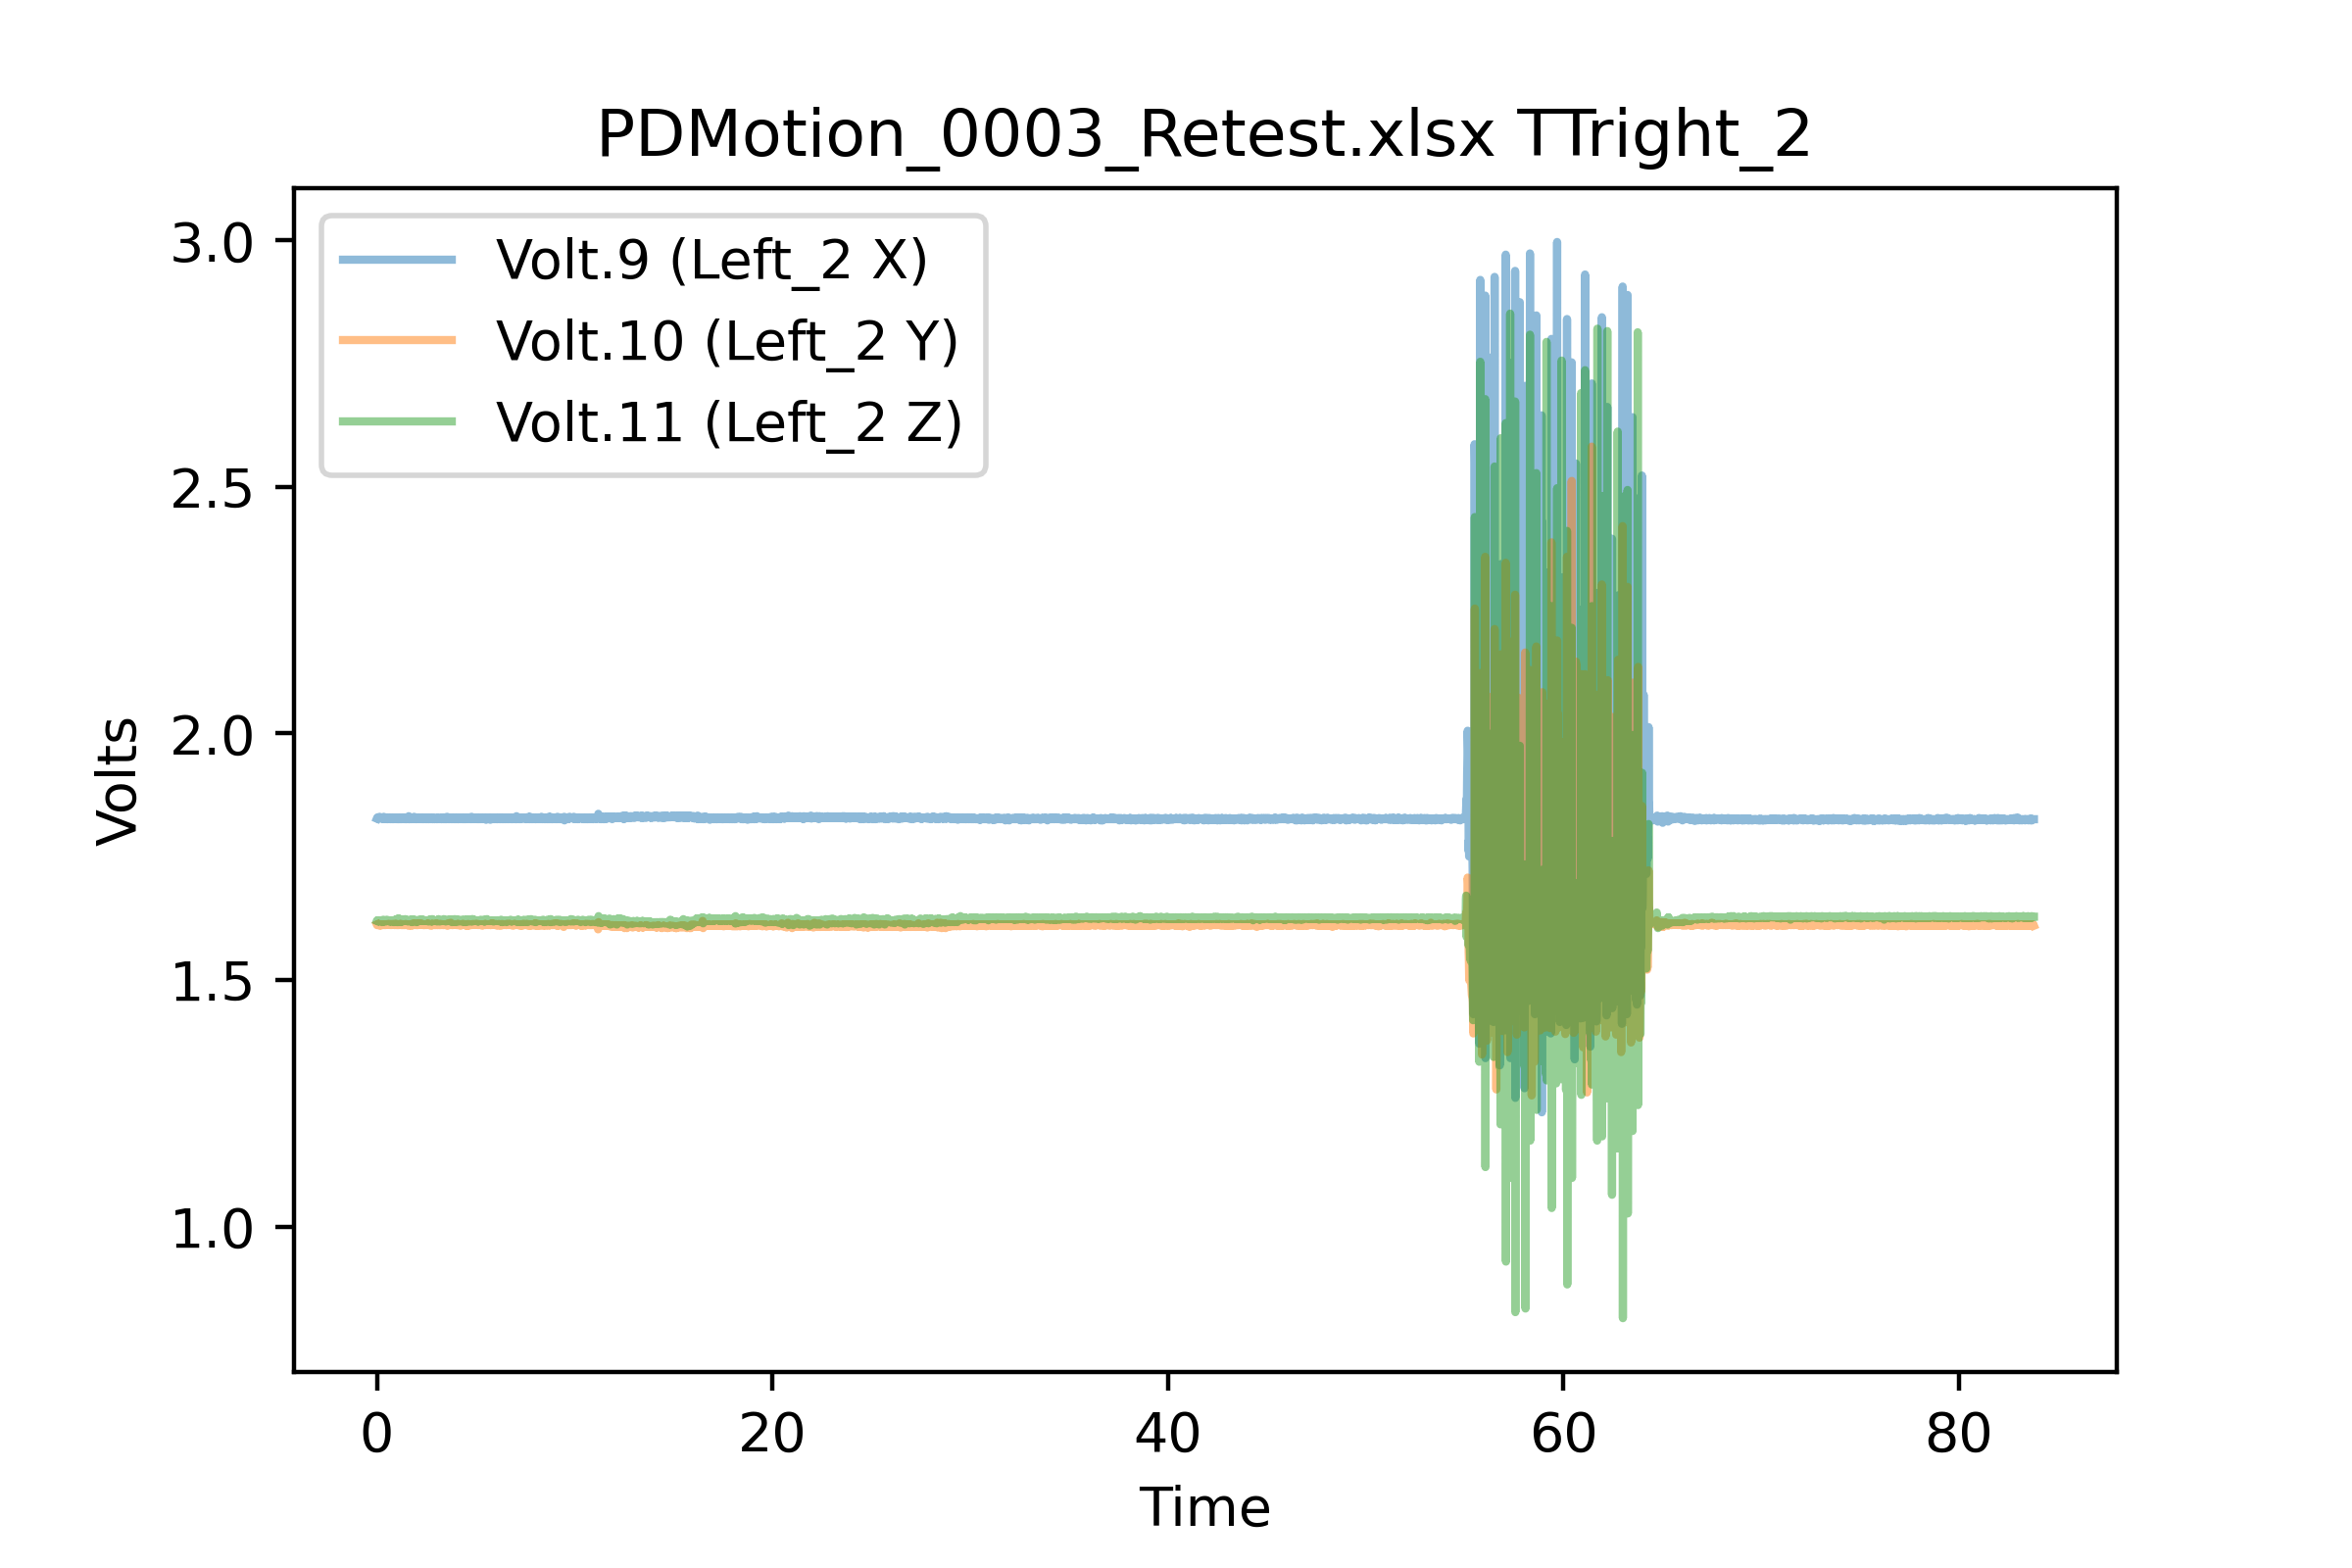 PDMotion_0003_Retest.xlsx TTright_2
Volt.9 (Left_2 X)
Volt.10 (Left_2 Y)
Volt.11 (Left_2 Z)
3.0
2.5
2.0
1.5
1.0
Volts
0 20 40 60 80
Time